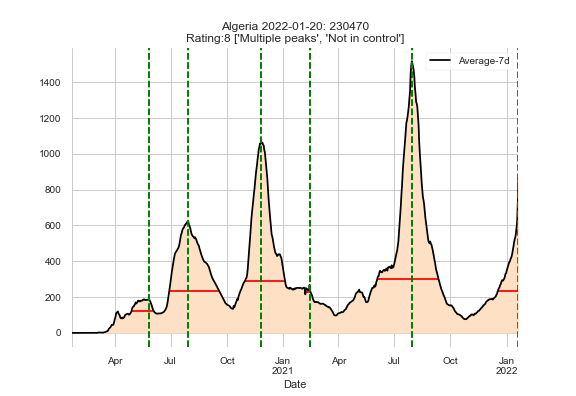 Algeria 2022-01-20: 230470
Rating:8 ['Multiple peaks', 'Not in control']
Average-7d
1400
1200
1000
800
600
400
200
0
Apr Jul Oct Jan Apr Jul Oct Jan
2021 2022
Date